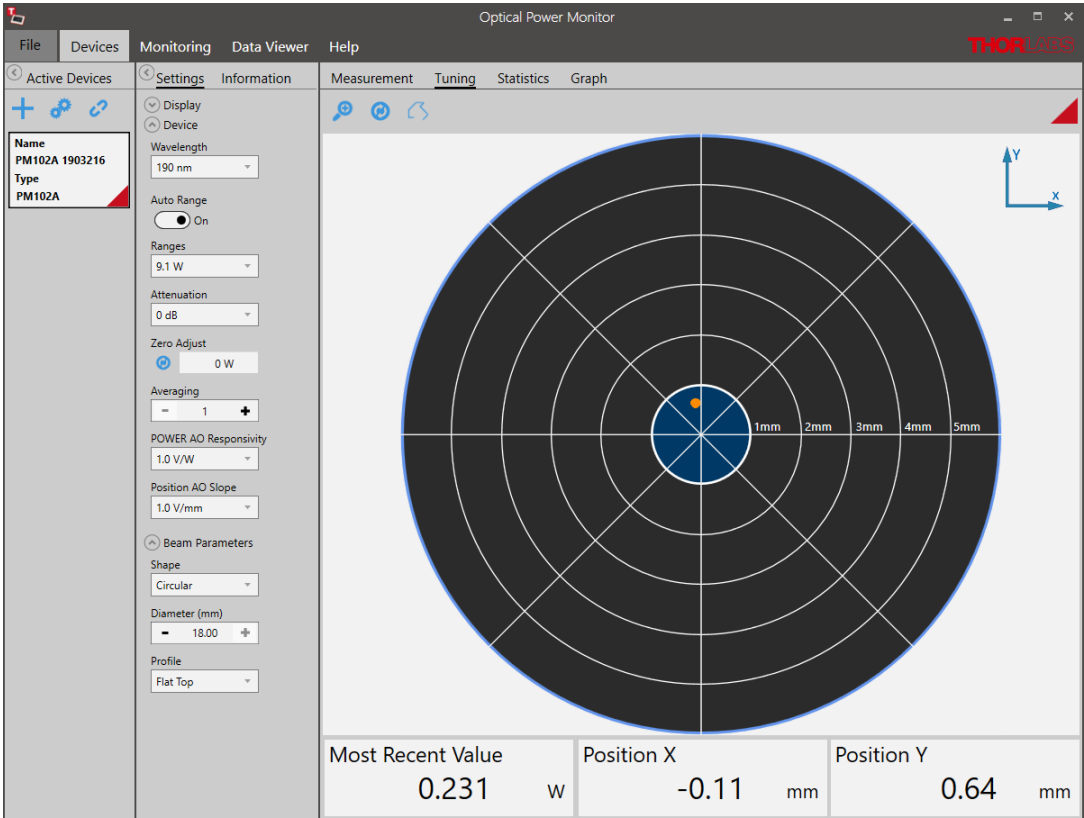 Optical Power Monitor
File Devices Monitoring Data Viewer Help
THORLABS
Active Devices
Name
PM102A 1903216
Type
PM102A
Settings Information
Display
Device
Wavelength
190 nm
Auto Range
On
Ranges
9.1 W
Attenuation
0 dB
Zero Adjust
0 W
Averaging
- 1 +
POWER AO Responsivity
1.0 V/W
Position AO Slope
1.0 V/mm
Beam Parameters
Shape
Circular
Diameter (mm)
- 18.00 +
Profile
Flat Top
Measurement Tuning Statistics Graph
Y
X
1mm 2mm 3mm 4mm 5mm
Most Recent Value
0.231 W
Position X
-0.11 mm
Position Y
0.64 mm